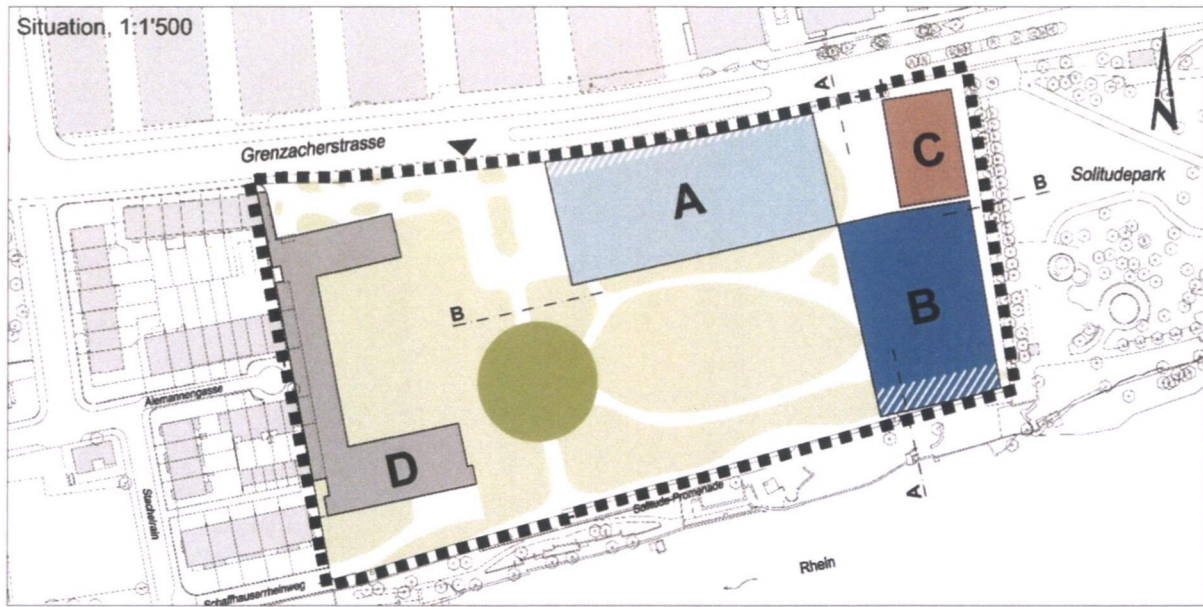 Situation, 1:1'500
A
Grenzacherstrasse
C
N
A
B
Solitudepark
B
B
Alemannengasse
D
Stachelrain
A
Solitude-Promenade
Rhein
Schaffhauserrheinweg